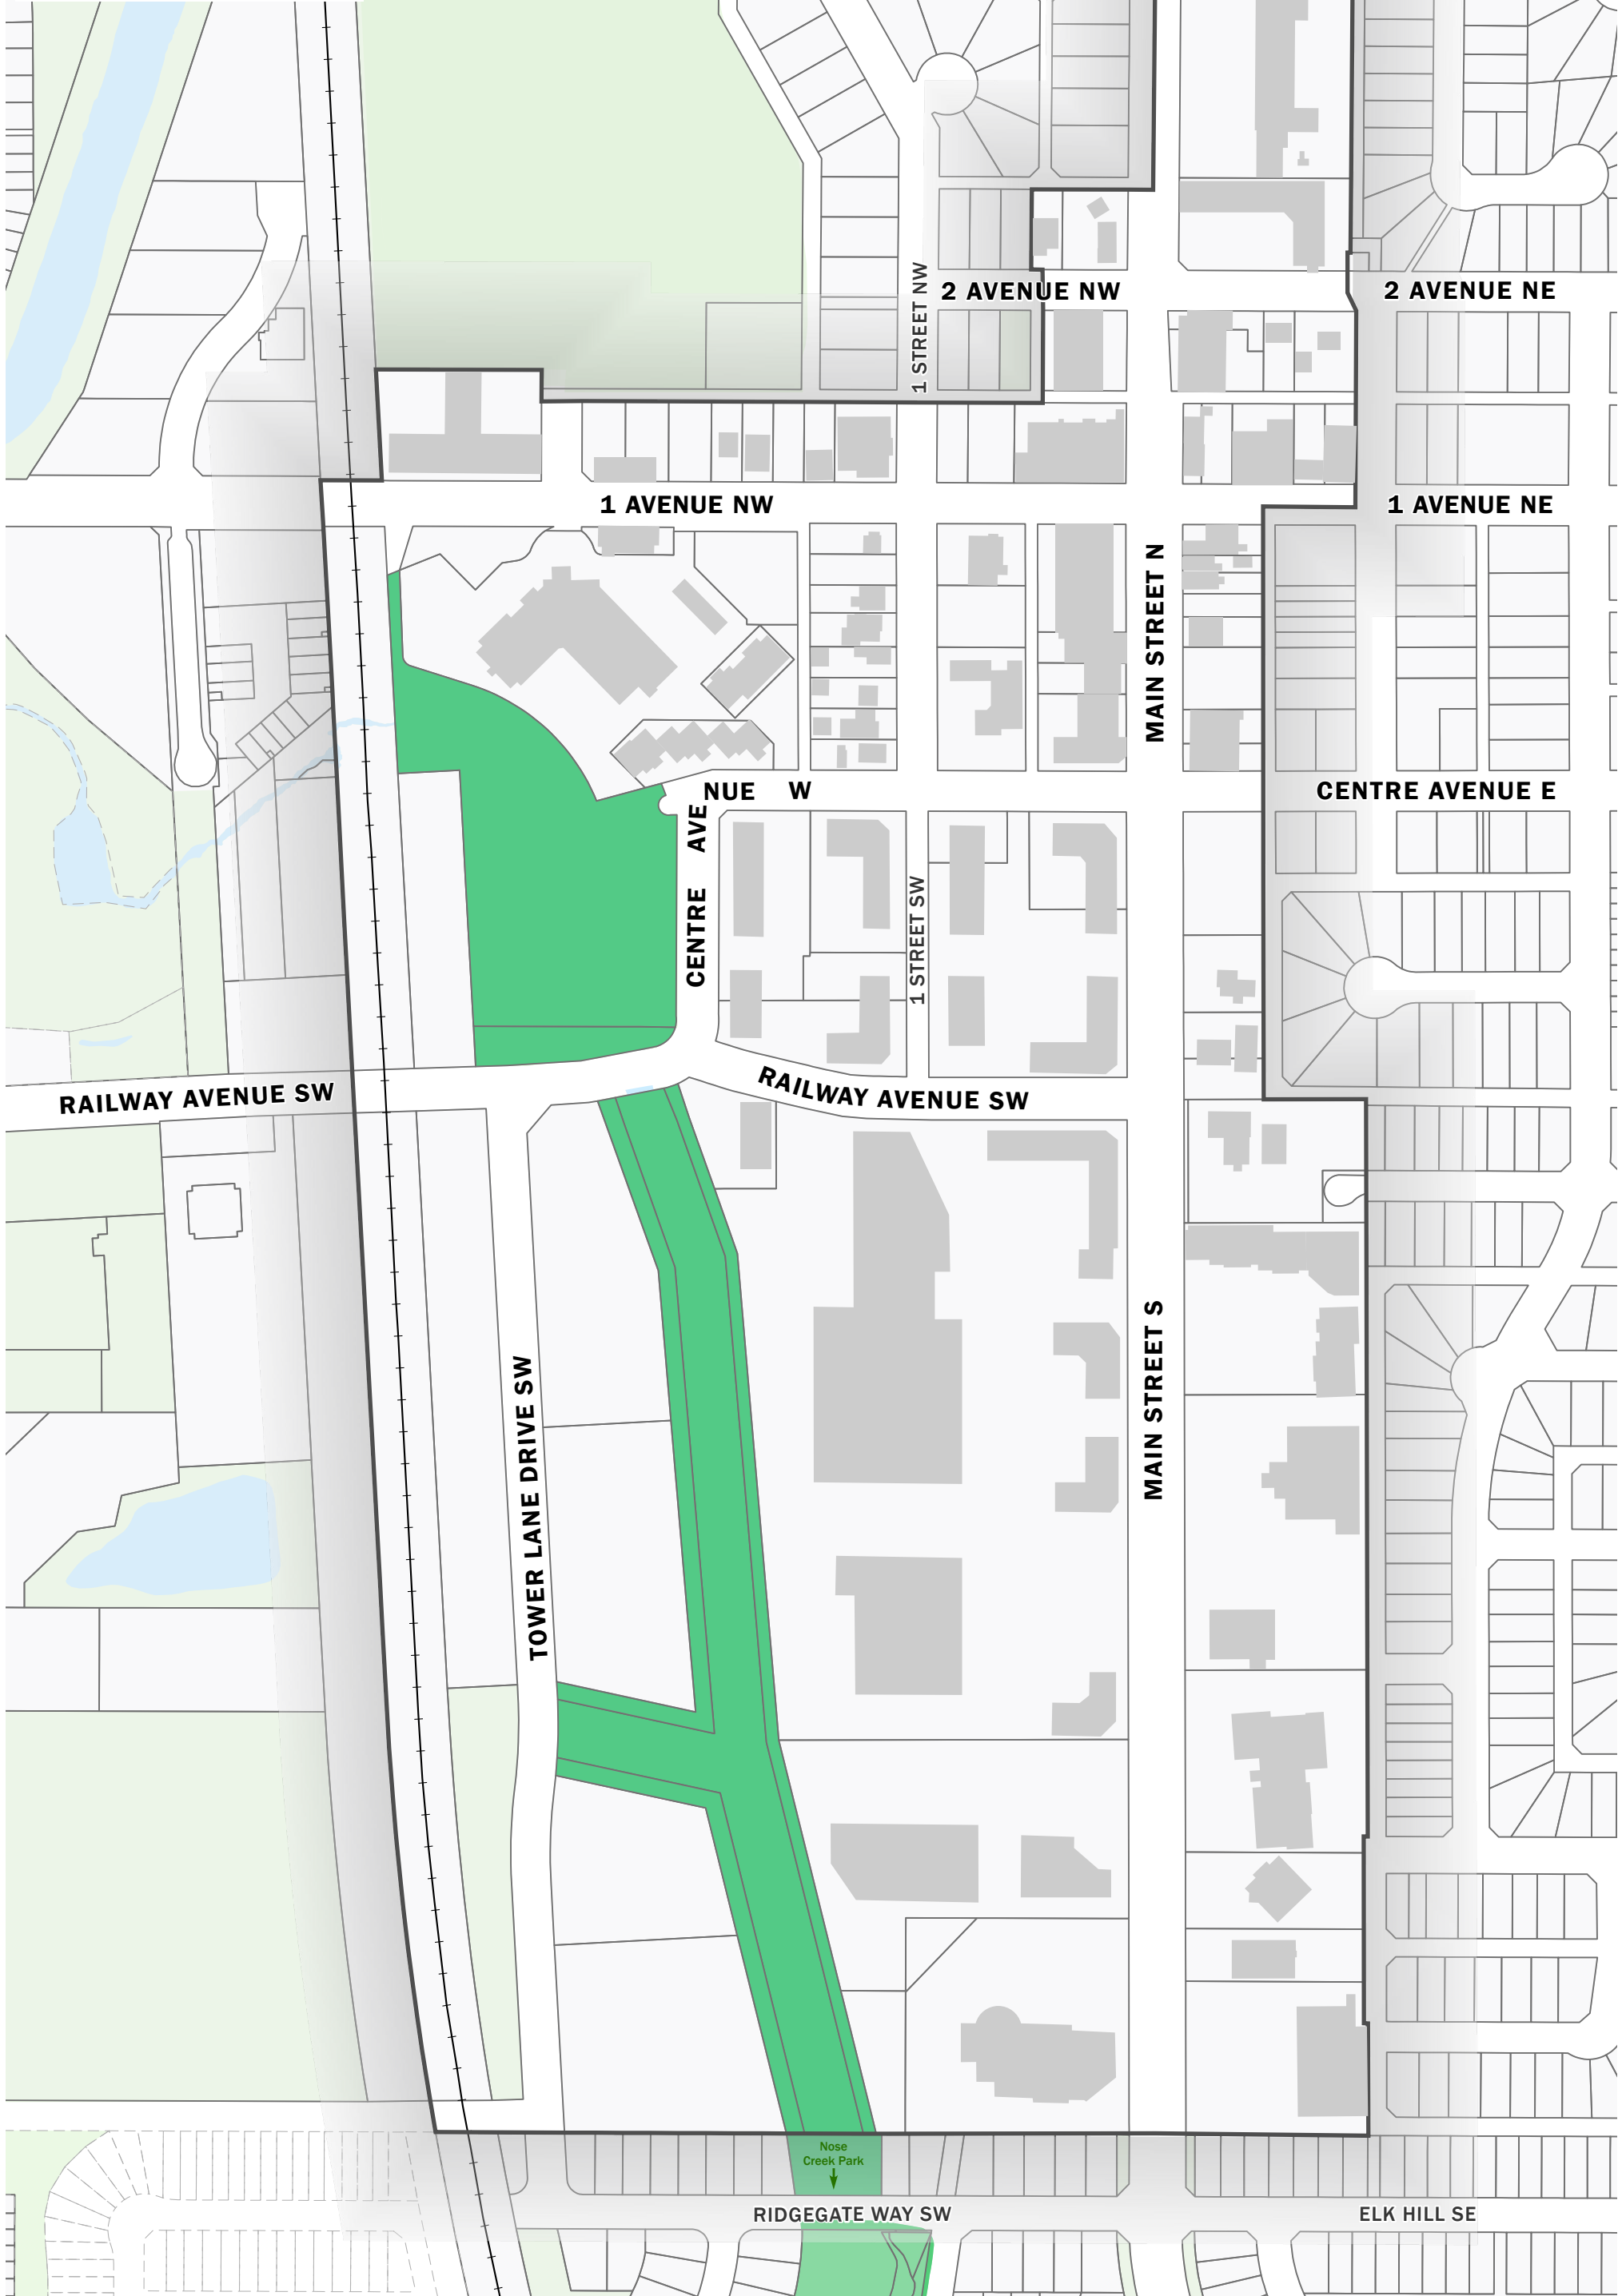 1 STREET NW
2 AVENUE NW
2 AVENUE NE
1 AVENUE NW
1 AVENUE NE
MAIN STREET N
CENTRE AVENUE W
CENTRE AVENUE E
1 STREET SW
RAILWAY AVENUE SW
RAILWAY AVENUE SW
TOWER LANE DRIVE SW
MAIN STREET S
Nose
Creek Park
RIDGEGATE WAY SW
ELK HILL SE